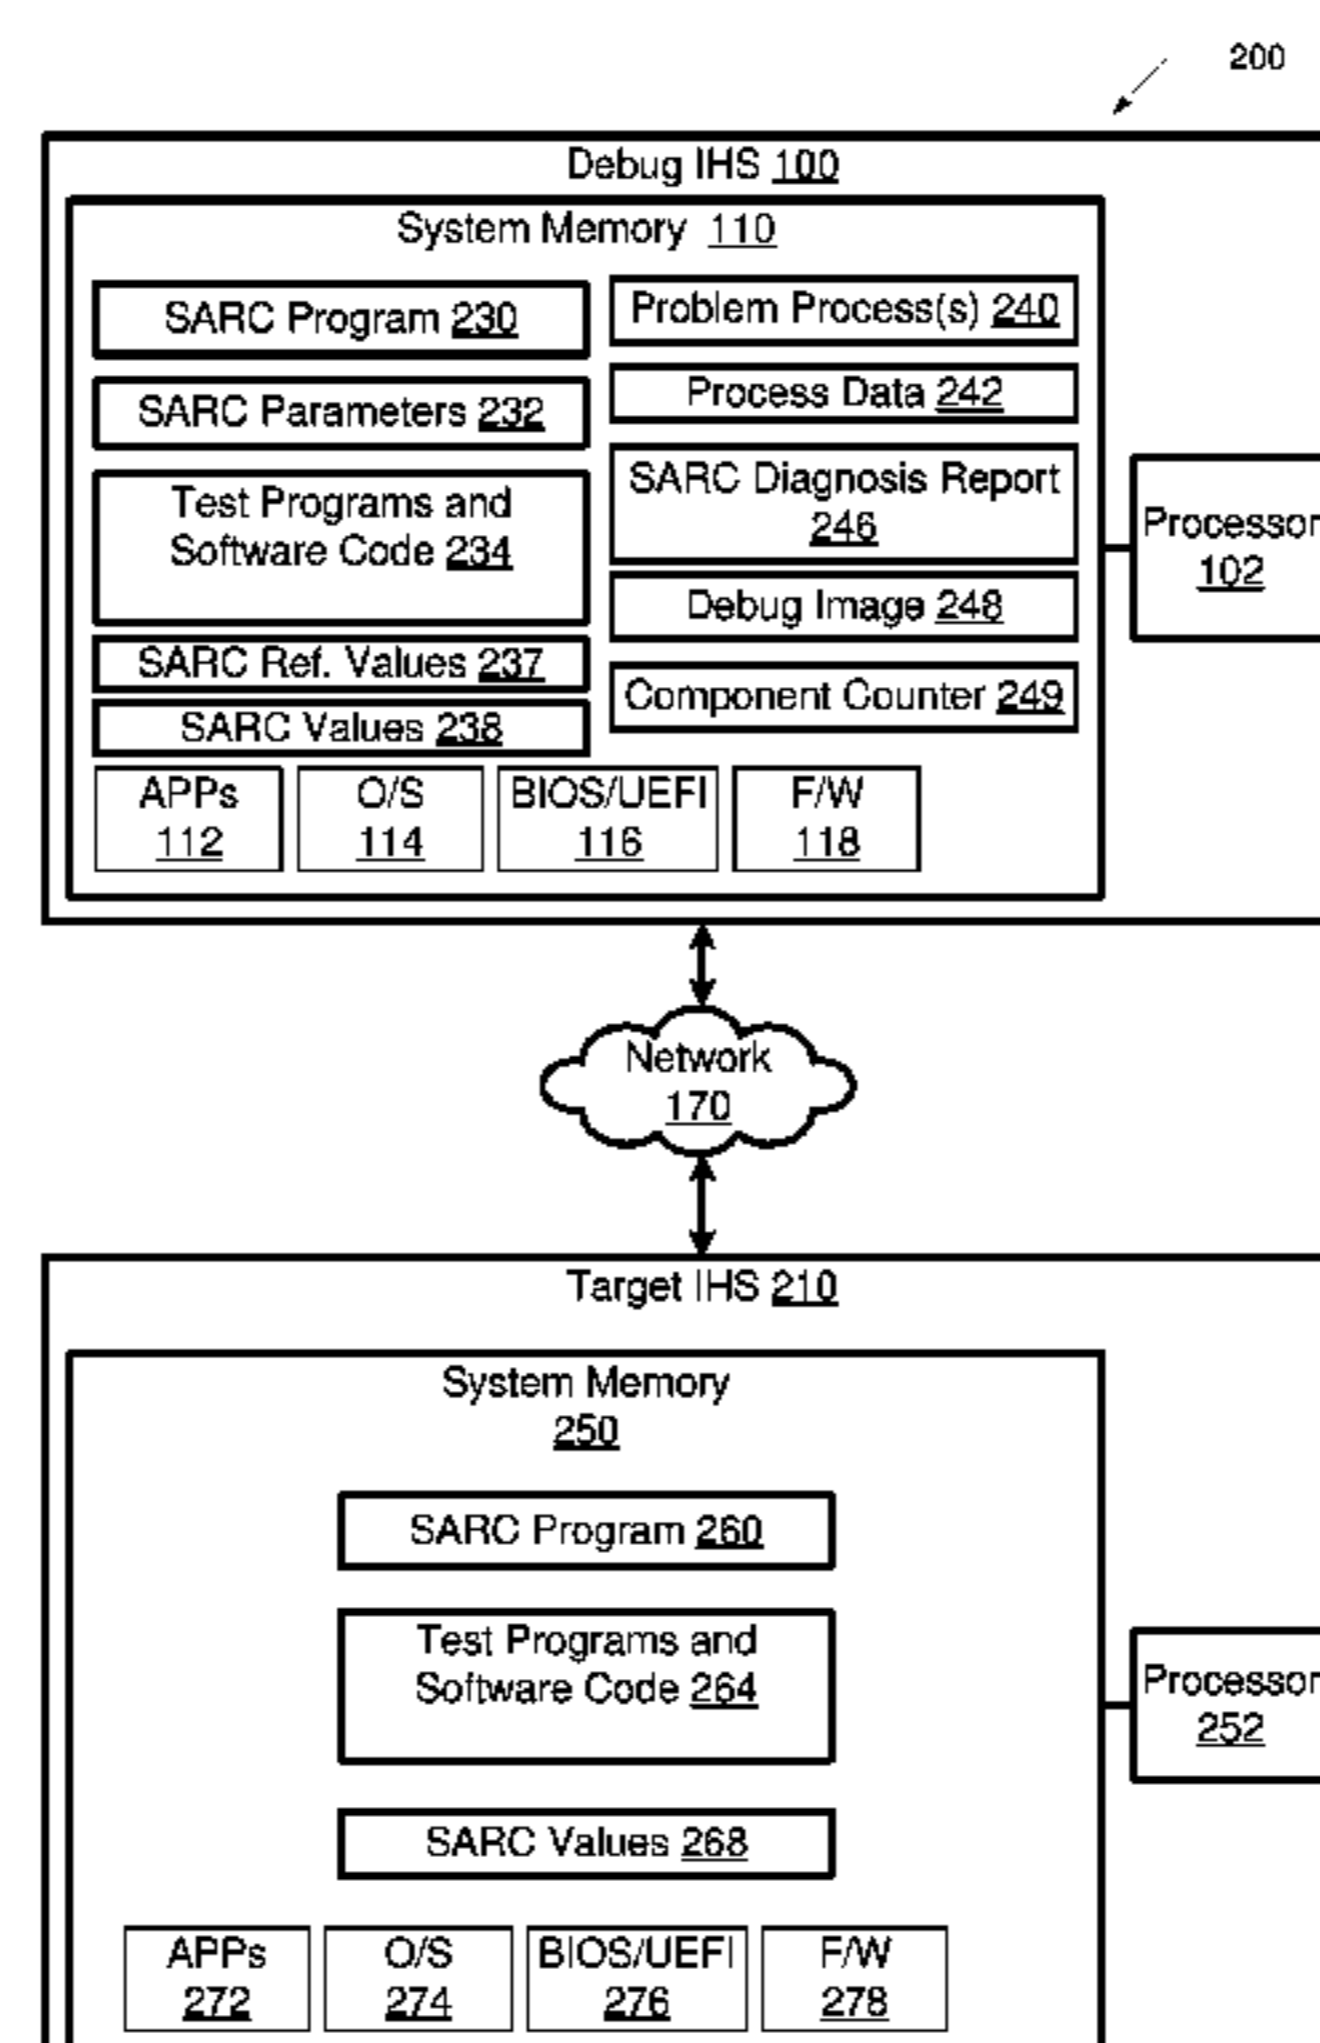 200
Debug IHS 100
System Memory 110
SARC Program 230
SARC Parameters 232
Test Programs and
Software Code 234
SARC Ref. Values 237
SARC Values 238
Problem Process(s) 240
Process Data 242
SARC Diagnosis Report
246
Debug Image 248
Component Counter 249
APPs
112
O/S
114
BIOS/UEFI
116
F/W
118
Processor
102
Network
170
Target IHS 210
System Memory
250
SARC Program 260
Test Programs and
Software Code 264
SARC Values 268
Processor
252
APPs
272
O/S
274
BIOS/UEFI
276
F/W
278